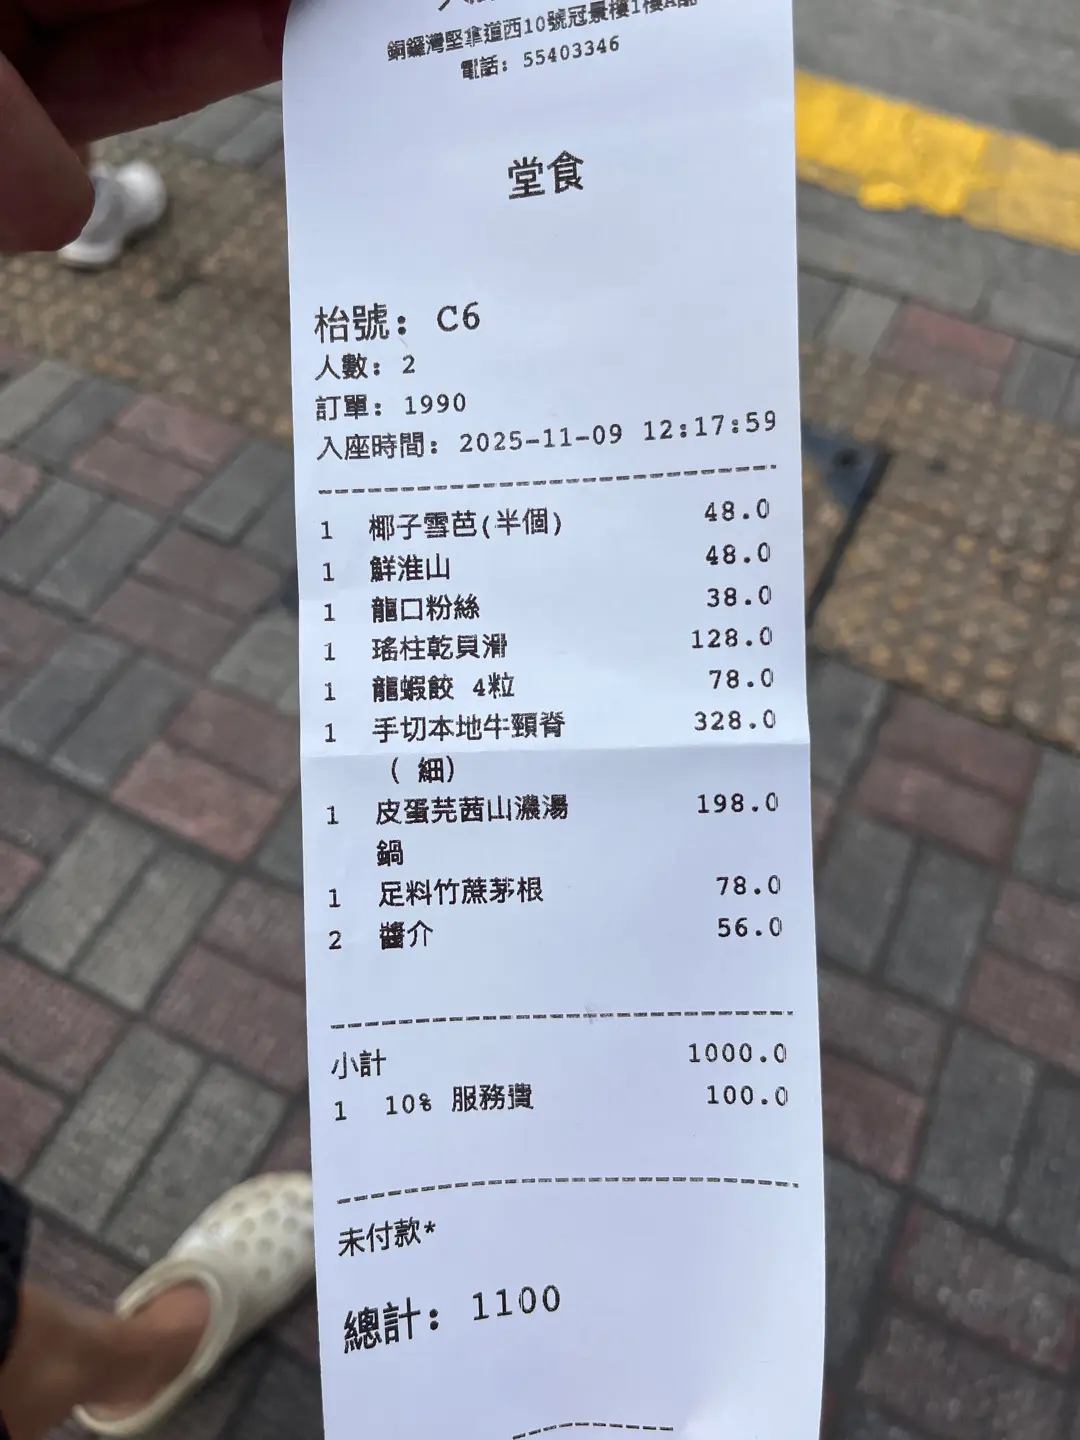 銅鑼灣堅拿道西10號冠景樓1樓A舖
電話: 55403346
堂食
枱號: C6
人數: 2
訂單: 1990
入座時間: 2025-11-09 12:17:59
1 椰子雪芭(半個) 48.0
1 鮮淮山 48.0
1 龍口粉絲 38.0
1 瑤柱乾貝滑 128.0
1 龍蝦餃 4粒 78.0
1 手切本地牛頸脊 328.0
( 細)
1 皮蛋芫茜山濃湯 198.0
鍋
1 足料竹蔗茅根 78.0
2 醬介 56.0
小計 1000.0
1 10% 服務費 100.0
未付款*
總計: 1100